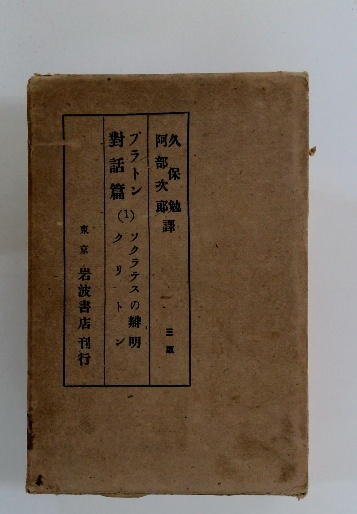 久保勉
阿部次郎 譯
三版
プラトン
對話篇
(1) ソクラテスの辯明
クリトン
東京 岩波書店 刊行